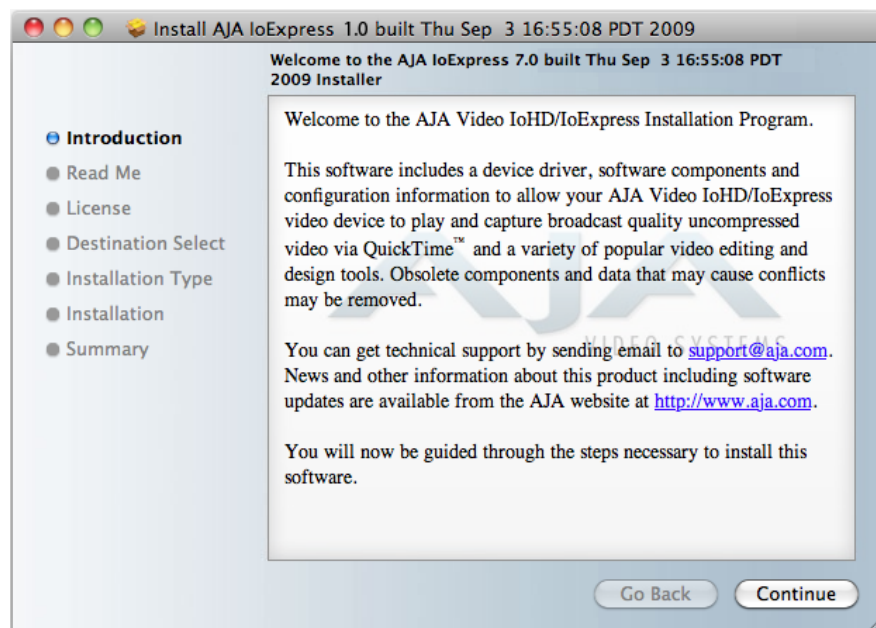 Install AJA IoExpress 1.0 built Thu Sep 3 16:55:08 PDT 2009
Welcome to the AJA IoExpress 7.0 built Thu Sep 3 16:55:08 PDT
2009 Installer
Introduction
Read Me
License
Destination Select
Installation Type
Installation
Summary
Welcome to the AJA Video IoHD/IoExpress Installation Program.
This software includes a device driver, software components and
configuration information to allow your AJA Video IoHD/IoExpress
video device to play and capture broadcast quality uncompressed
video via QuickTime™ and a variety of popular video editing and
design tools. Obsolete components and data that may cause conflicts
may be removed.
You can get technical support by sending email to support@aja.com.
News and other information about this product including software
updates are available from the AJA website at http://www.aja.com.
You will now be guided through the steps necessary to install this
software.
AJA
VIDEO SYSTEMS
Go Back
Continue